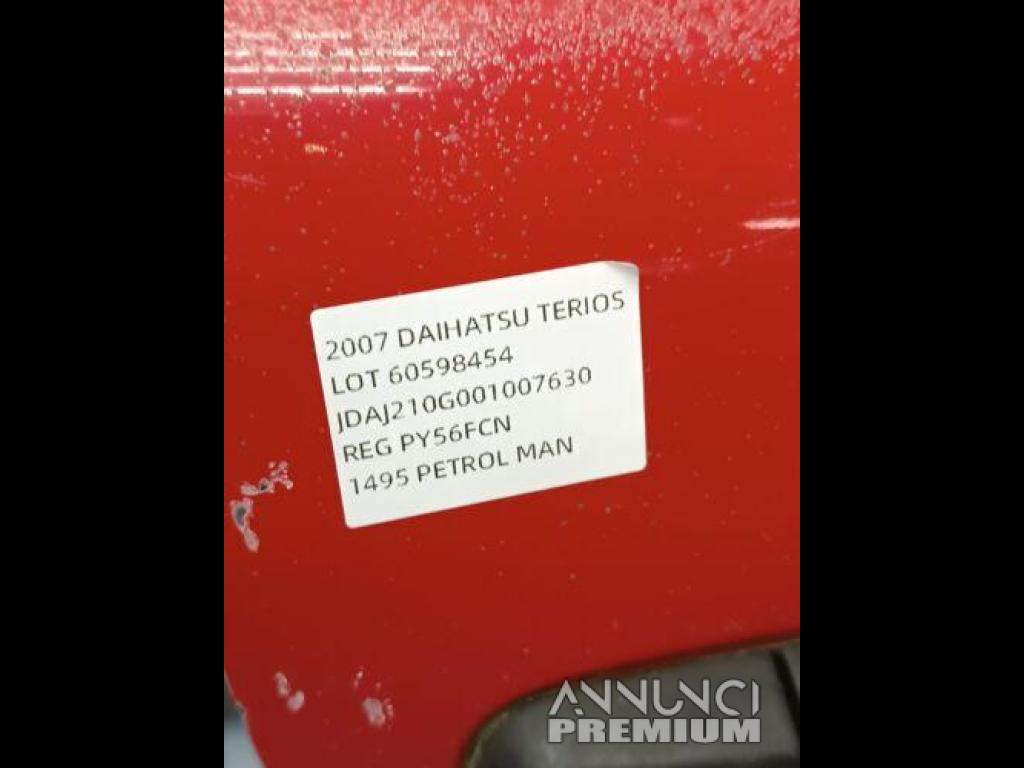 2007 DAIHATSU TERIOS
LOT 60598454
JDAJ210G001007630
REG PY56FCN
1495 PETROL MAN
ANNUNCI
PREMIUM